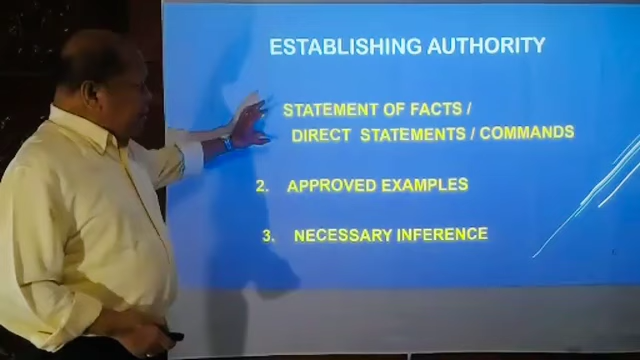 ESTABLISHING AUTHORITY
STATEMENT OF FACTS /
DIRECT STATEMENTS / COMMANDS
2. APPROVED EXAMPLES
3. NECESSARY INFERENCE